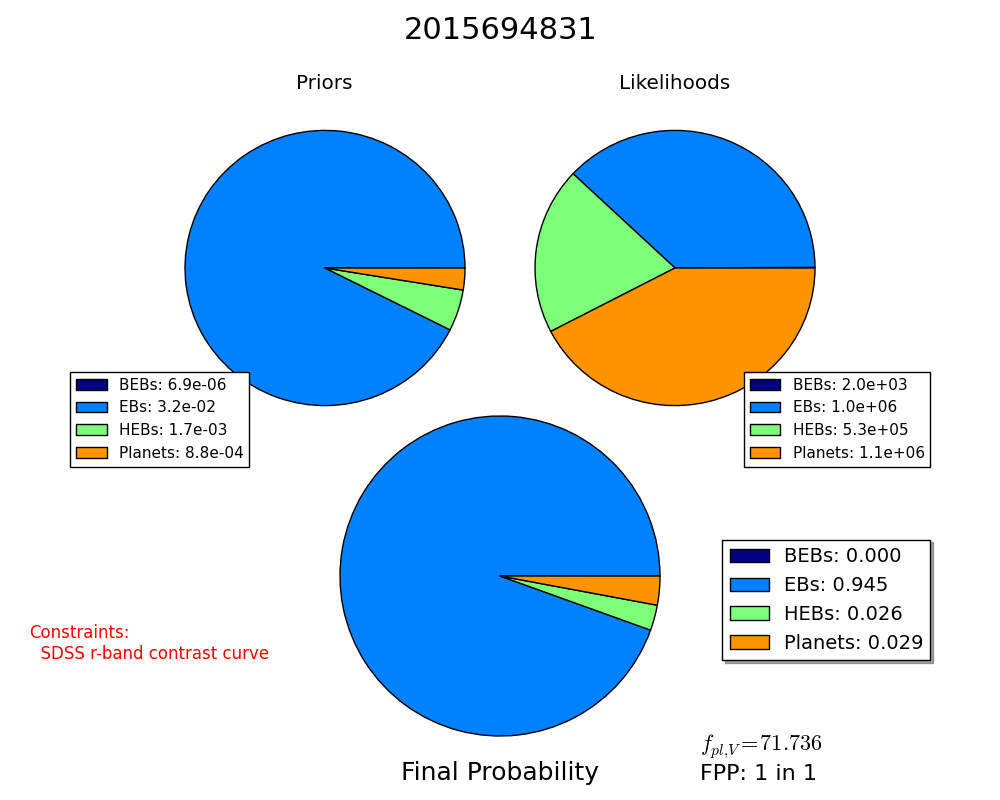 2015694831
Priors
Likelihoods
BEBs: 6.9e-06
EBs: 3.2e-02
HEBs: 1.7e-03
Planets: 8.8e-04
BEBs: 2.0e+03
EBs: 1.0e+06
HEBs: 5.3e+05
Planets: 1.1e+06
BEBs: 0.000
EBs: 0.945
HEBs: 0.026
Planets: 0.029
Constraints:
SDSS r-band contrast curve
f_{pl,V} = 71.736
Final Probability
FPP: 1 in 1